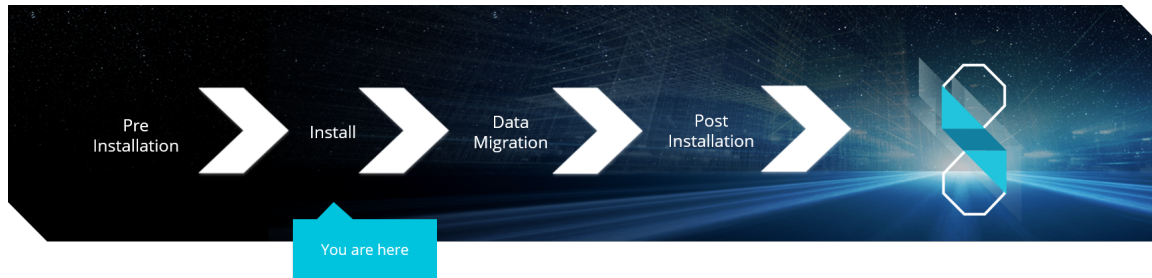 Pre
Installation
Install
Data
Migration
Post
Installation
You are here